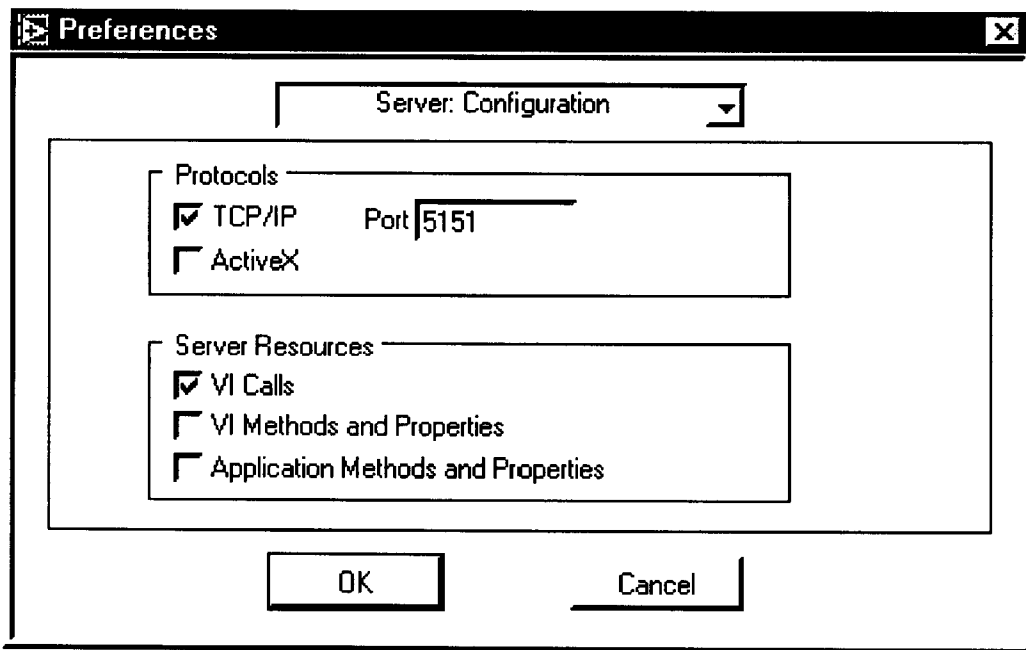 Preferences
Server: Configuration
Protocols
TCP/IP Port 5151
ActiveX
Server Resources
VI Calls
VI Methods and Properties
Application Methods and Properties
OK Cancel